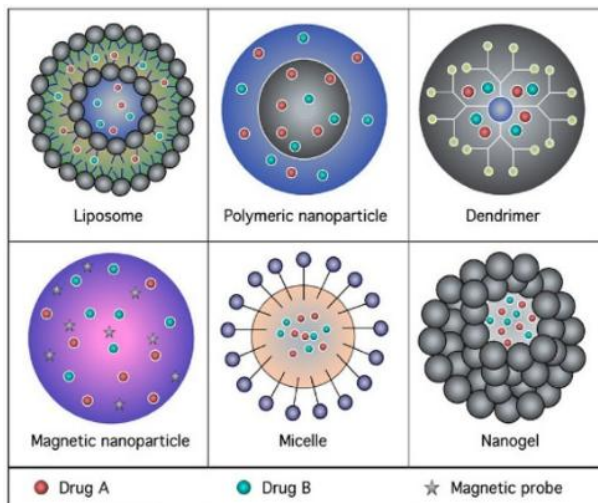 Liposome
Polymeric nanoparticle
Dendrimer
Magnetic nanoparticle
Micelle
Nanogel
Drug A
Drug B
Magnetic probe